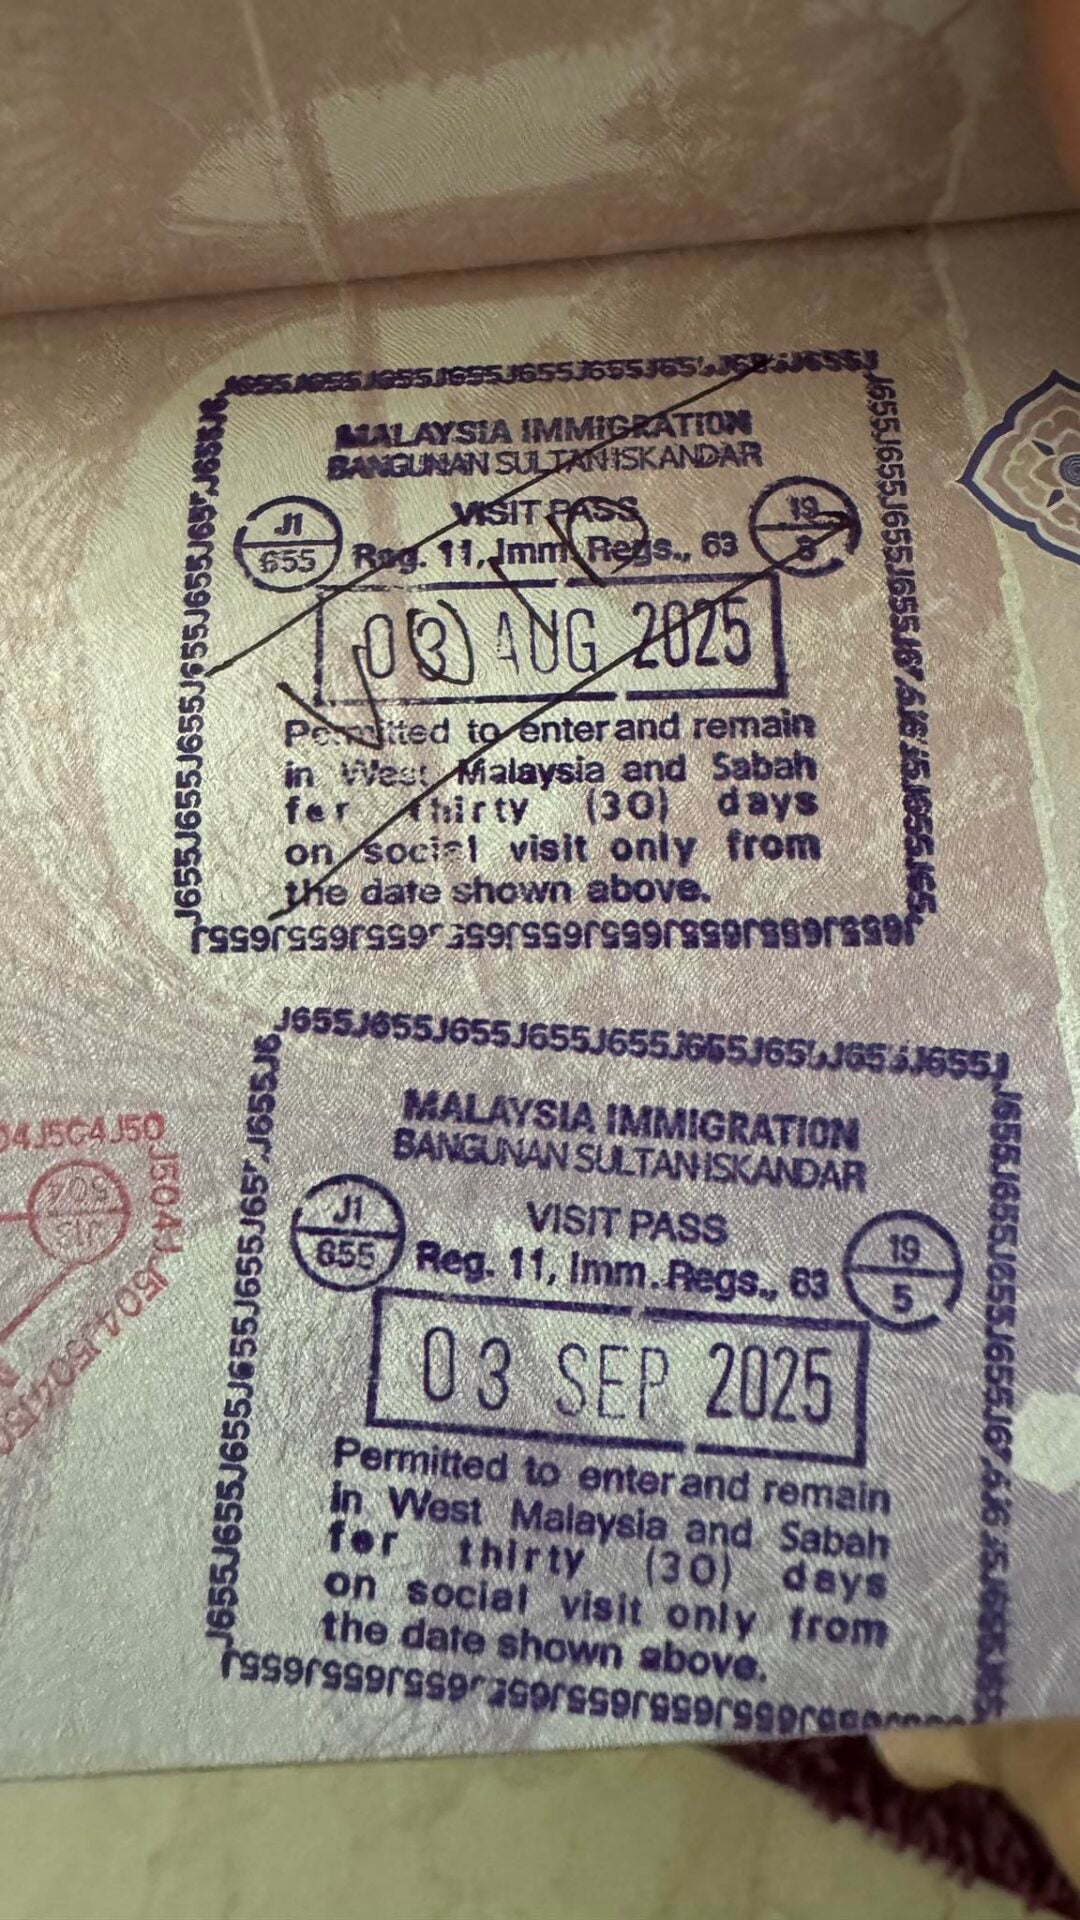 J655J655J655J655J655J655J655J655J655J
MALAYSIA IMMIGRATION
BANGUNAN SULTAN ISKANDAR
VISIT PASS
J1
655
Reg. 11, Imm. Regs., 63
19
03 AUG 2025
Permitted to enter and remain
in West Malaysia and Sabah
for thirty (30) days
on social visit only from
the date shown above.
J655J655J655J655J655J655J655J655J655J
MALAYSIA IMMIGRATION
BANGUNAN SULTAN ISKANDAR
VISIT PASS
J1
655
Reg. 11, Imm. Regs., 63
19
5
03 SEP 2025
Permitted to enter and remain
in West Malaysia and Sabah
for thirty (30) days
on social visit only from
the date shown above.